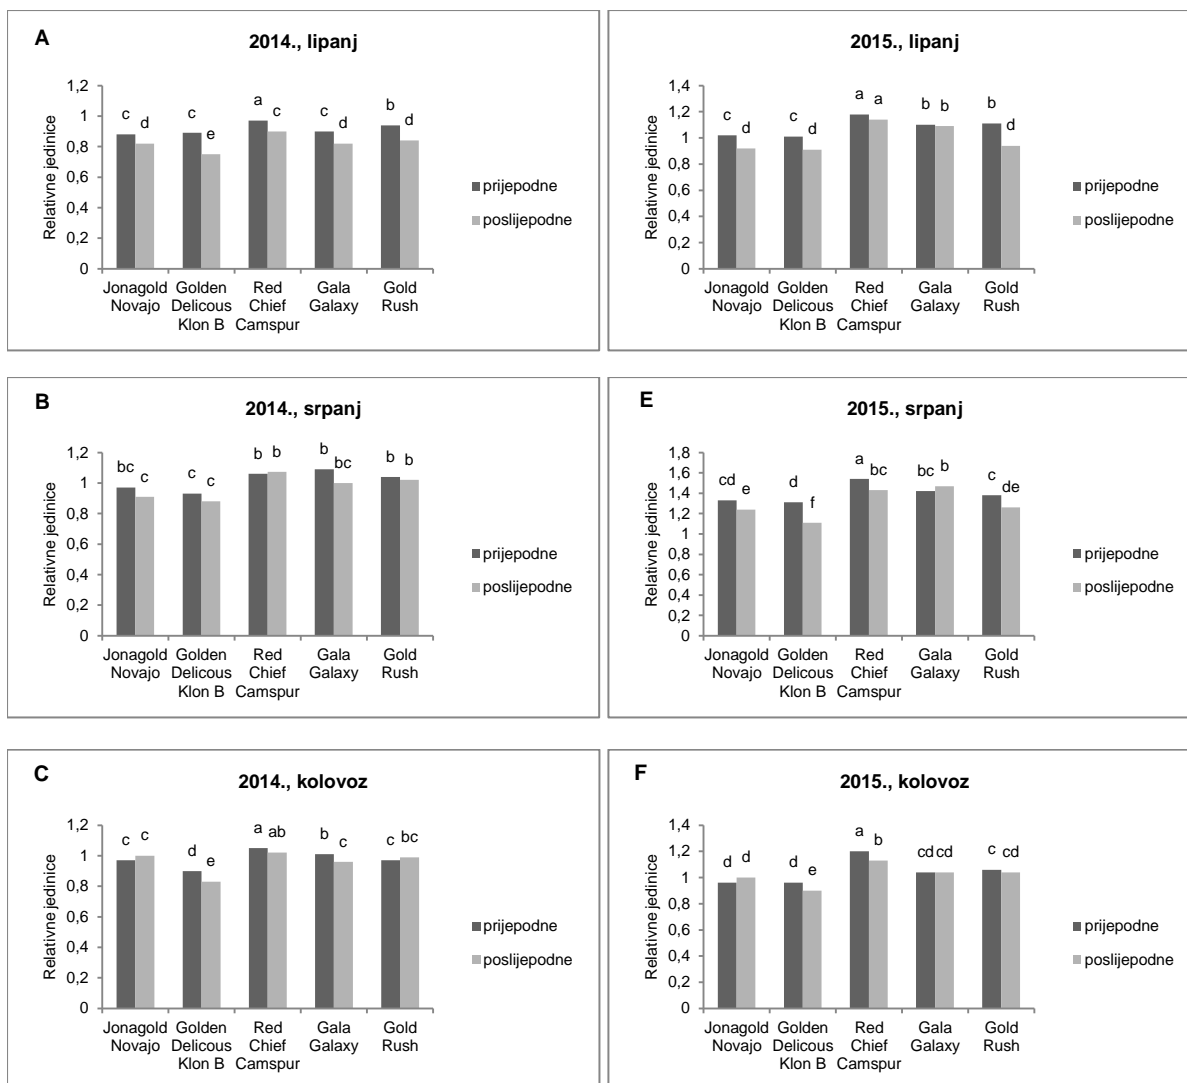 A
2014., lipanj
Relativne jedinice
1,2
1
0,8
0,6
0,4
0,2
0
c d c e a c c d b d
Jonagold Novajo
Golden Delicous Klon B
Red Chief Camspur
Gala Galaxy
Gold Rush
prijepodne
poslijepodne
2015., lipanj
Relativne jedinice
1,4
1,2
1
0,8
0,6
0,4
0,2
0
c d c d a a b b b d
Jonagold Novajo
Golden Delicous Klon B
Red Chief Camspur
Gala Galaxy
Gold Rush
prijepodne
poslijepodne
B
2014., srpanj
Relativne jedinice
1,2
1
0,8
0,6
0,4
0,2
0
bc c c c b b b bc b b
Jonagold Novajo
Golden Delicous Klon B
Red Chief Camspur
Gala Galaxy
Gold Rush
prijepodne
poslijepodne
E
2015., srpanj
Relativne jedinice
1,8
1,6
1,4
1,2
1
0,8
0,6
0,4
0,2
0
cd e d f a bc bc b c de
Jonagold Novajo
Golden Delicous Klon B
Red Chief Camspur
Gala Galaxy
Gold Rush
prijepodne
poslijepodne
C
2014., kolovoz
Relativne jedinice
1,2
1
0,8
0,6
0,4
0,2
0
c c d e a ab b c c bc
Jonagold Novajo
Golden Delicous Klon B
Red Chief Camspur
Gala Galaxy
Gold Rush
prijepodne
poslijepodne
F
2015., kolovoz
Relativne jedinice
1,4
1,2
1
0,8
0,6
0,4
0,2
0
d d d e a b cd cd c cd
Jonagold Novajo
Golden Delicous Klon B
Red Chief Camspur
Gala Galaxy
Gold Rush
prijepodne
poslijepodne